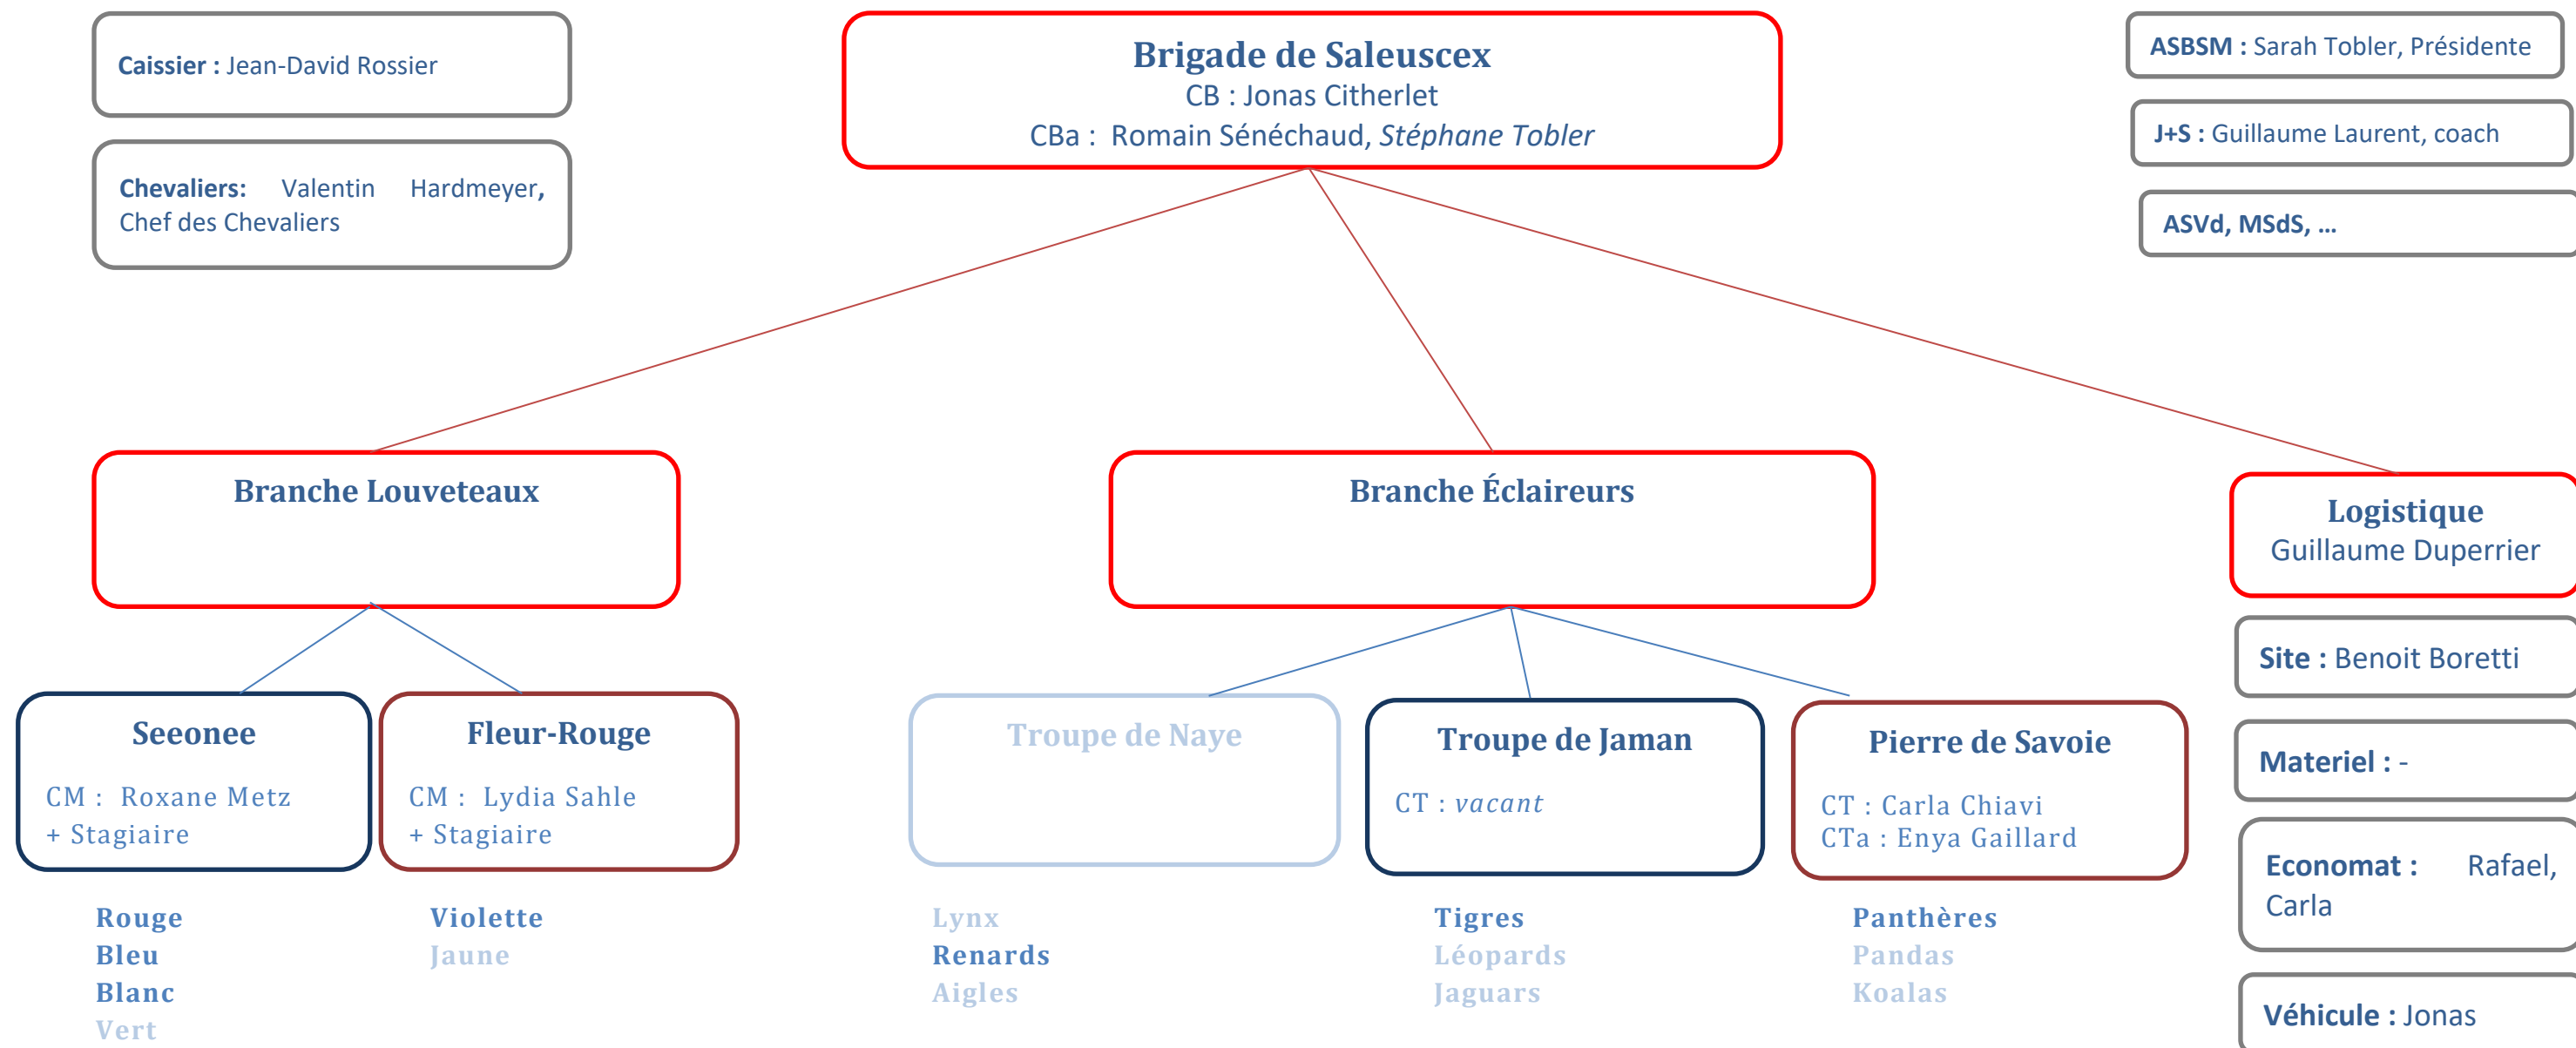 Caissier : Jean-David Rossier
Chevaliers: Valentin Hardmeyer,
Chef des Chevaliers
Brigade de Saleuscex
CB : Jonas Citherlet
CBa : Romain Sénéchaud, Stéphane Tobler
ASBSM : Sarah Tobler, Présidente
J+S : Guillaume Laurent, coach
ASVd, MSdS, ...
Branche Louveteaux
Branche Éclaireurs
Logistique
Guillaume Duperrier
Seeonee
CM : Roxane Metz
+ Stagiaire
Rouge
Bleu
Blanc
Vert
Fleur-Rouge
CM : Lydia Sahle
+ Stagiaire
Violette
Jaune
Troupe de Naye
Lynx
Renards
Aigles
Troupe de Jaman
CT : vacant
Tigres
Léopards
Jaguars
Pierre de Savoie
CT : Carla Chiavi
CTa : Enya Gaillard
Panthères
Pandas
Koalas
Site : Benoit Boretti
Materiel : -
Economat : Rafael,
Carla
Véhicule : Jonas